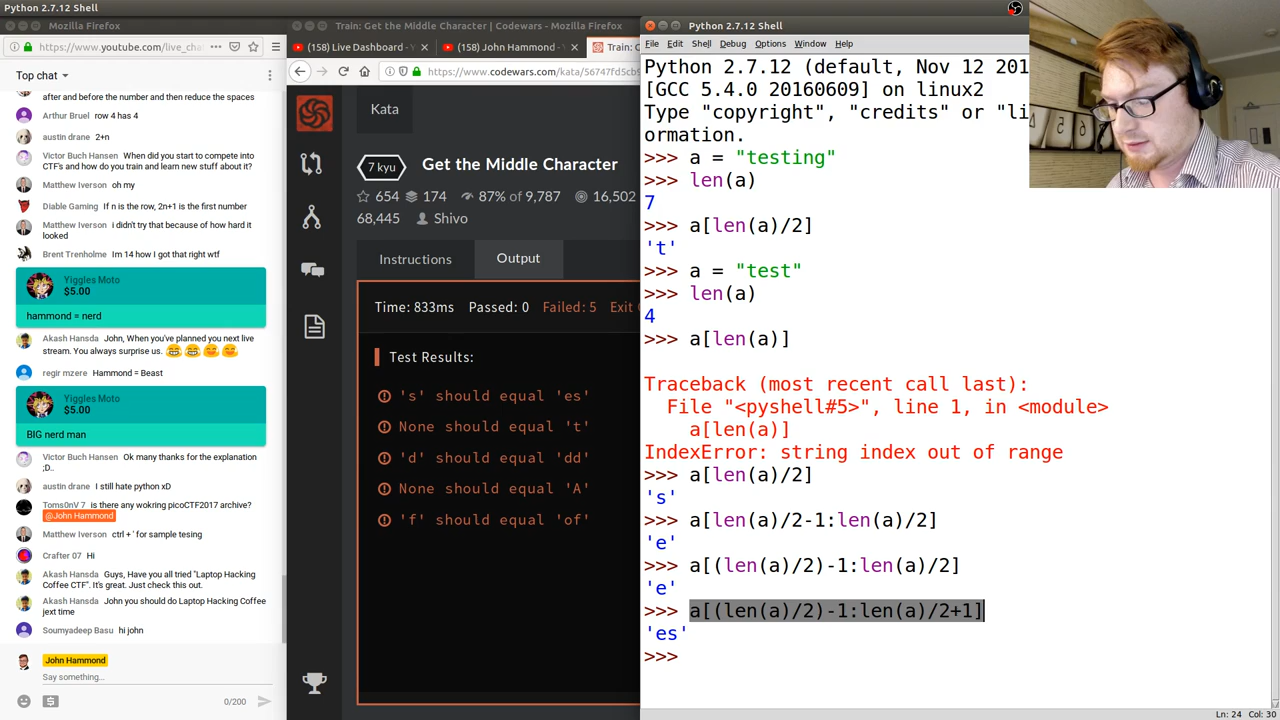 Python 2.7.12 Shell
Mozilla Firefox
https://www.youtube.com/live_cha
Top chat
after and before the number and then reduce the spaces
Arthur Bruel row 4 has 4
austin drane 2+n
Victor Buch Hansen When did you start to compete into
CTF's and how do you train and learn new stuff about it?
Matthew Iverson oh my
Diable Gaming If n is the row, 2n+1 is the first number
Matthew Iverson i didn't try that because of how hard it
looked
Brent Trenholme Im 14 how I got that right wtf
Yiggles Moto
$5.00
hammond = nerd
Akash Hansda John, When you've planned you next live
stream. You always surprise us. 😁😁😅😅
regir mzere Hammond = Beast
Yiggles Moto
$5.00
BIG nerd man
Victor Buch Hansen Ok many thanks for the explanation
;D..
austin drane I still hate python xD
Toms0nV 7 is there any wokring picoCTF2017 archive?
@John Hammond
Matthew Iverson ctrl + ' for sample tesing
Crafter 07 Hi
Akash Hansda Guys, Have you all tried "Laptop Hacking
Coffee CTF". It's great. Just check this out.
Akash Hansda John you should do Laptop Hacking Coffee
jext time
Soumyadeep Basu hi john
John Hammond
Say something...
0/200
Train: Get the Middle Character | Codewars - Mozilla Firefox
(158) Live Dashboard - Y
(158) John Hammond -
Train: G
https://www.codewars.com/kata/56747fd5cb9
Kata
7 kyu
Get the Middle Character
654 174 87% of 9,787 16,502
68,445 Shivo
Instructions
Output
Time: 833ms Passed: 0 Failed: 5 Exit C
Test Results:
's' should equal 'es'
None should equal 't'
'd' should equal 'dd'
None should equal 'A'
'f' should equal 'of'
Python 2.7.12 Shell
File Edit Shell Debug Options Window Help
Python 2.7.12 (default, Nov 12 201
[GCC 5.4.0 20160609] on linux2
Type "copyright", "credits" or "li
ormation.
>>> a = "testing"
>>> len(a)
7
>>> a[len(a)/2]
't'
>>> a = "test"
>>> len(a)
4
>>> a[len(a)]
Traceback (most recent call last):
File "<pyshell#5>", line 1, in <module>
a[len(a)]
IndexError: string index out of range
>>> a[len(a)/2]
's'
>>> a[len(a)/2-1:len(a)/2]
'e'
>>> a[(len(a)/2)-1:len(a)/2]
'e'
>>> a[(len(a)/2)-1:len(a)/2+1]
'es'
>>>
Ln: 24 Col: 30